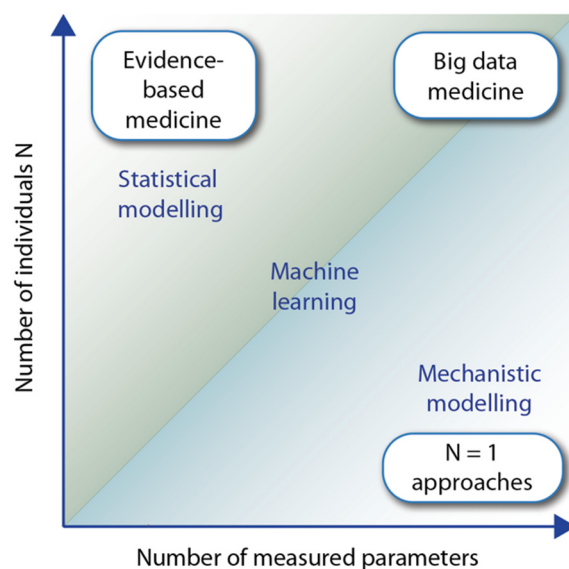 Evidence-
based
medicine
Big data
medicine
Statistical
modelling
Machine
learning
Mechanistic
modelling
N = 1
approaches
Number of individuals N
Number of measured parameters